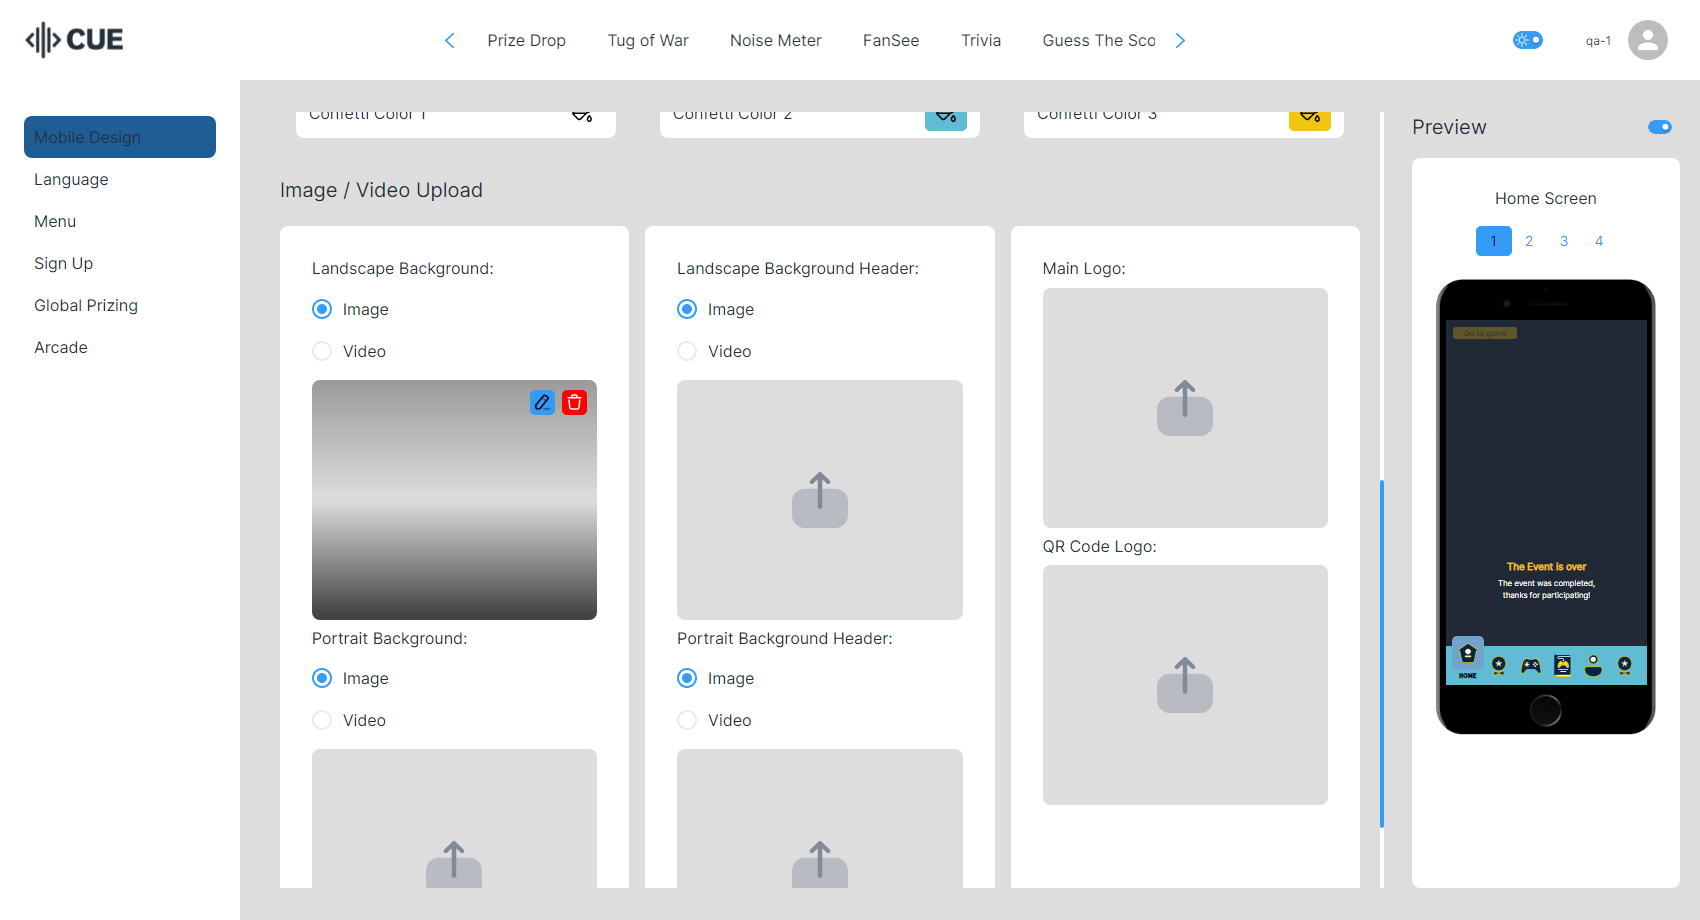 CUE
Prize Drop
Tug of War
Noise Meter
FanSee
Trivia
Guess The Sco
qa-1
Mobile Design
Language
Menu
Sign Up
Global Prizing
Arcade
Confetti Color 1
Confetti Color 2
Confetti Color 3
Image / Video Upload
Landscape Background:
Image
Video
Portrait Background:
Image
Video
Landscape Background Header:
Image
Video
Portrait Background Header:
Image
Video
Main Logo:
QR Code Logo:
Preview
Home Screen
1 2 3 4
Go to game
The Event is over
The event was completed,
thanks for participating!
HOME